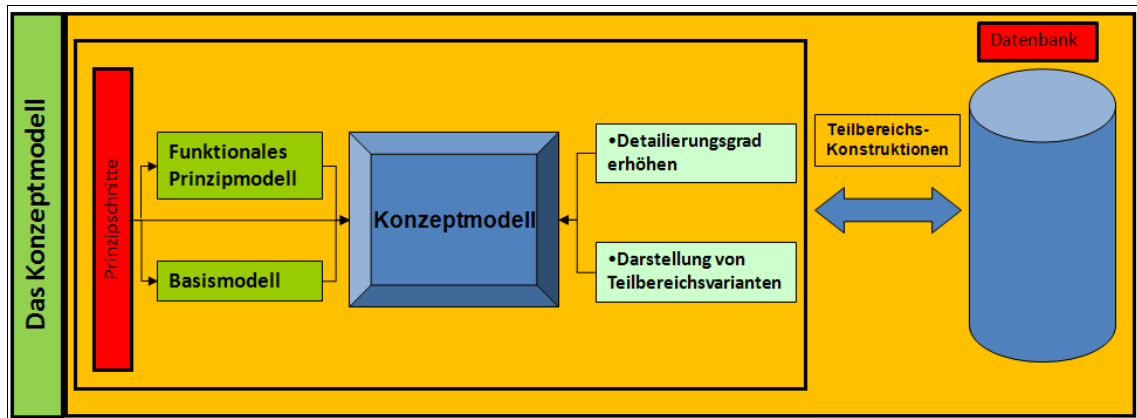 Das Konzeptmodell
Prinzipschnitte
Funktionales
Prinzipmodell
Basismodell
Konzeptmodell
•Detailierungsgrad
erhöhen
•Darstellung von
Teilbereichsvarianten
Teilbereichs-
Konstruktionen
Datenbank